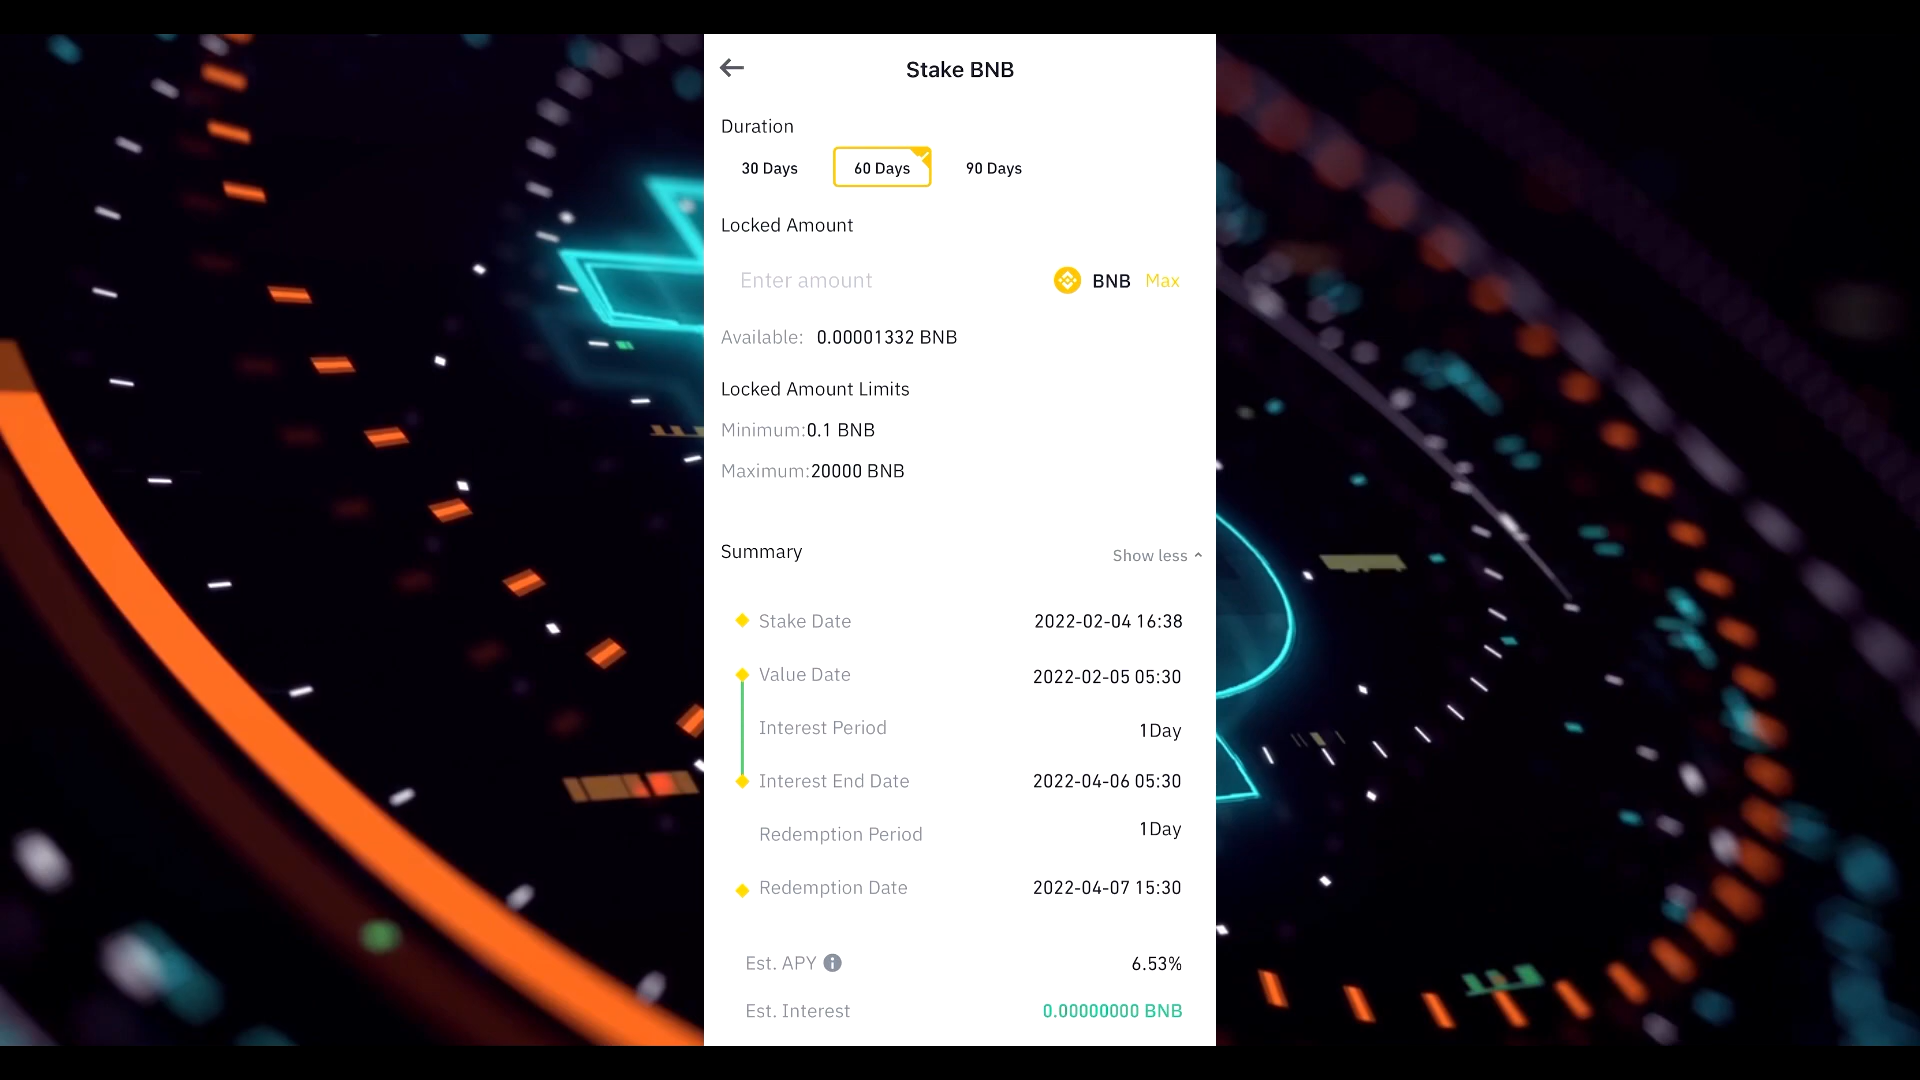 Stake BNB
Duration
30 Days 60 Days 90 Days
Locked Amount
Enter amount BNB Max
Available: 0.00001332 BNB
Locked Amount Limits
Minimum:0.1 BNB
Maximum:20000 BNB
Summary Show less
Stake Date 2022-02-04 16:38
Value Date 2022-02-05 05:30
Interest Period 1Day
Interest End Date 2022-04-06 05:30
Redemption Period 1Day
Redemption Date 2022-04-07 15:30
Est. APY 6.53%
Est. Interest 0.00000000 BNB